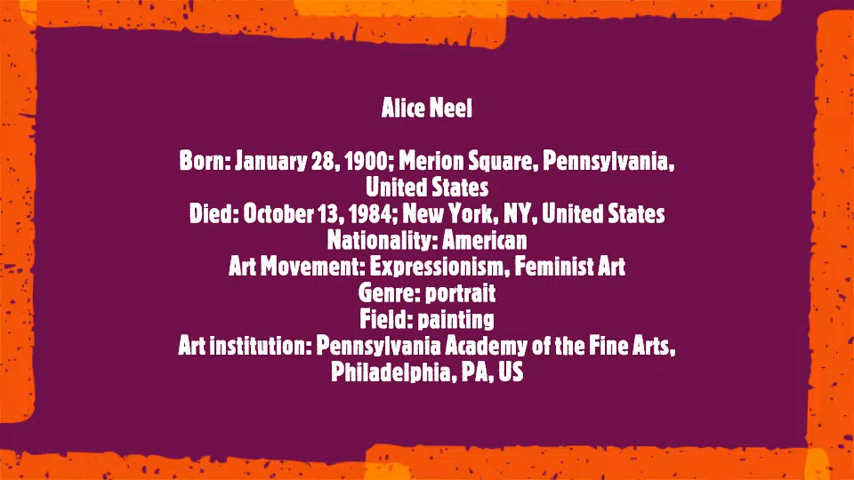 Alice Neel
Born: January 28, 1900; Merion Square, Pennsylvania,
United States
Died: October 13, 1984; New York, NY, United States
Nationality: American
Art Movement: Expressionism, Feminist Art
Genre: portrait
Field: painting
Art institution: Pennsylvania Academy of the Fine Arts,
Philadelphia, PA, US